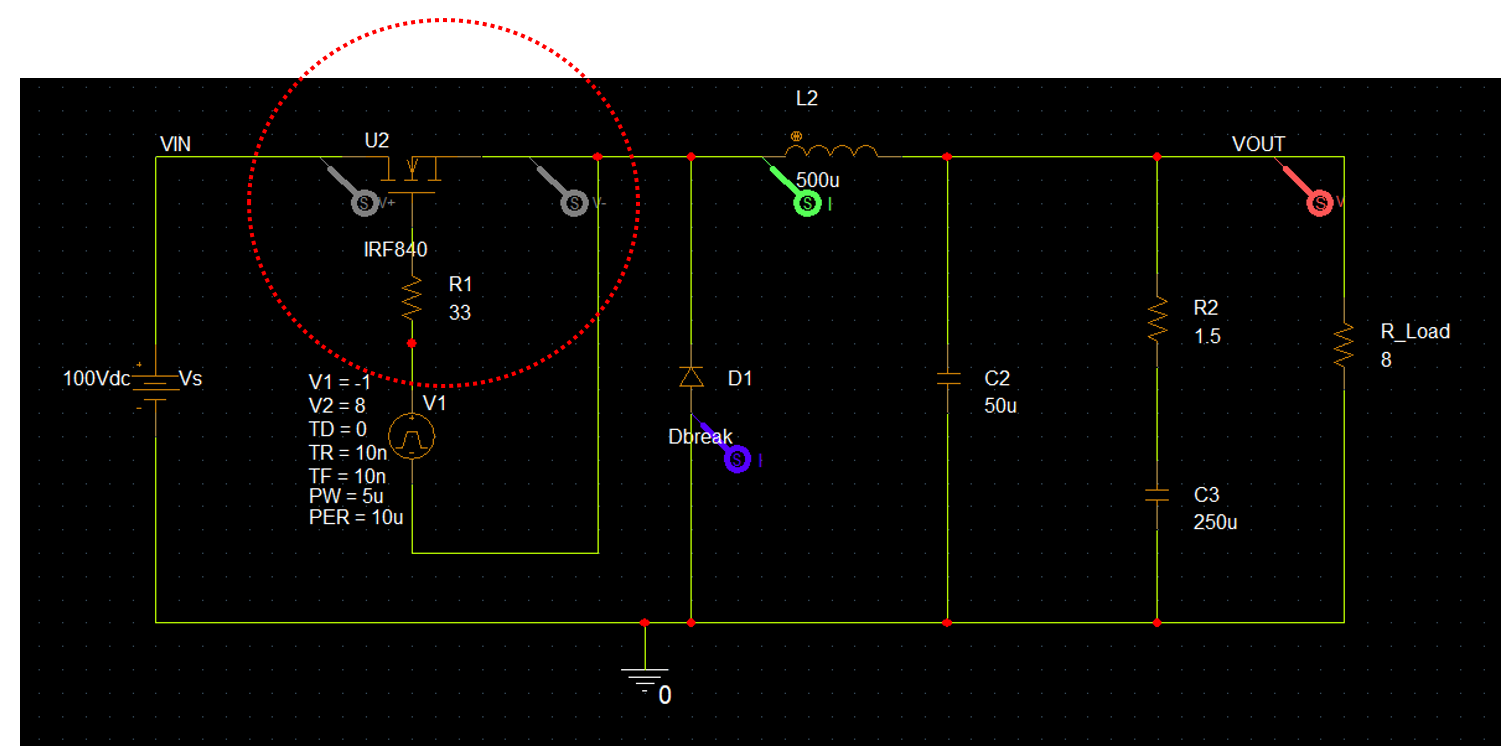 L2
VIN
U2
VOUT
500u
V+
V-
I
V
IRF840
R1
33
R2
1.5
R_Load
8
100Vdc
+
-
Vs
V1 = -1
V2 = 8
TD = 0
TR = 10n
TF = 10n
PW = 5u
PER = 10u
V1
+
-
D1
Dbreak
I
C2
50u
C3
250u
S
S
S
S
S
0